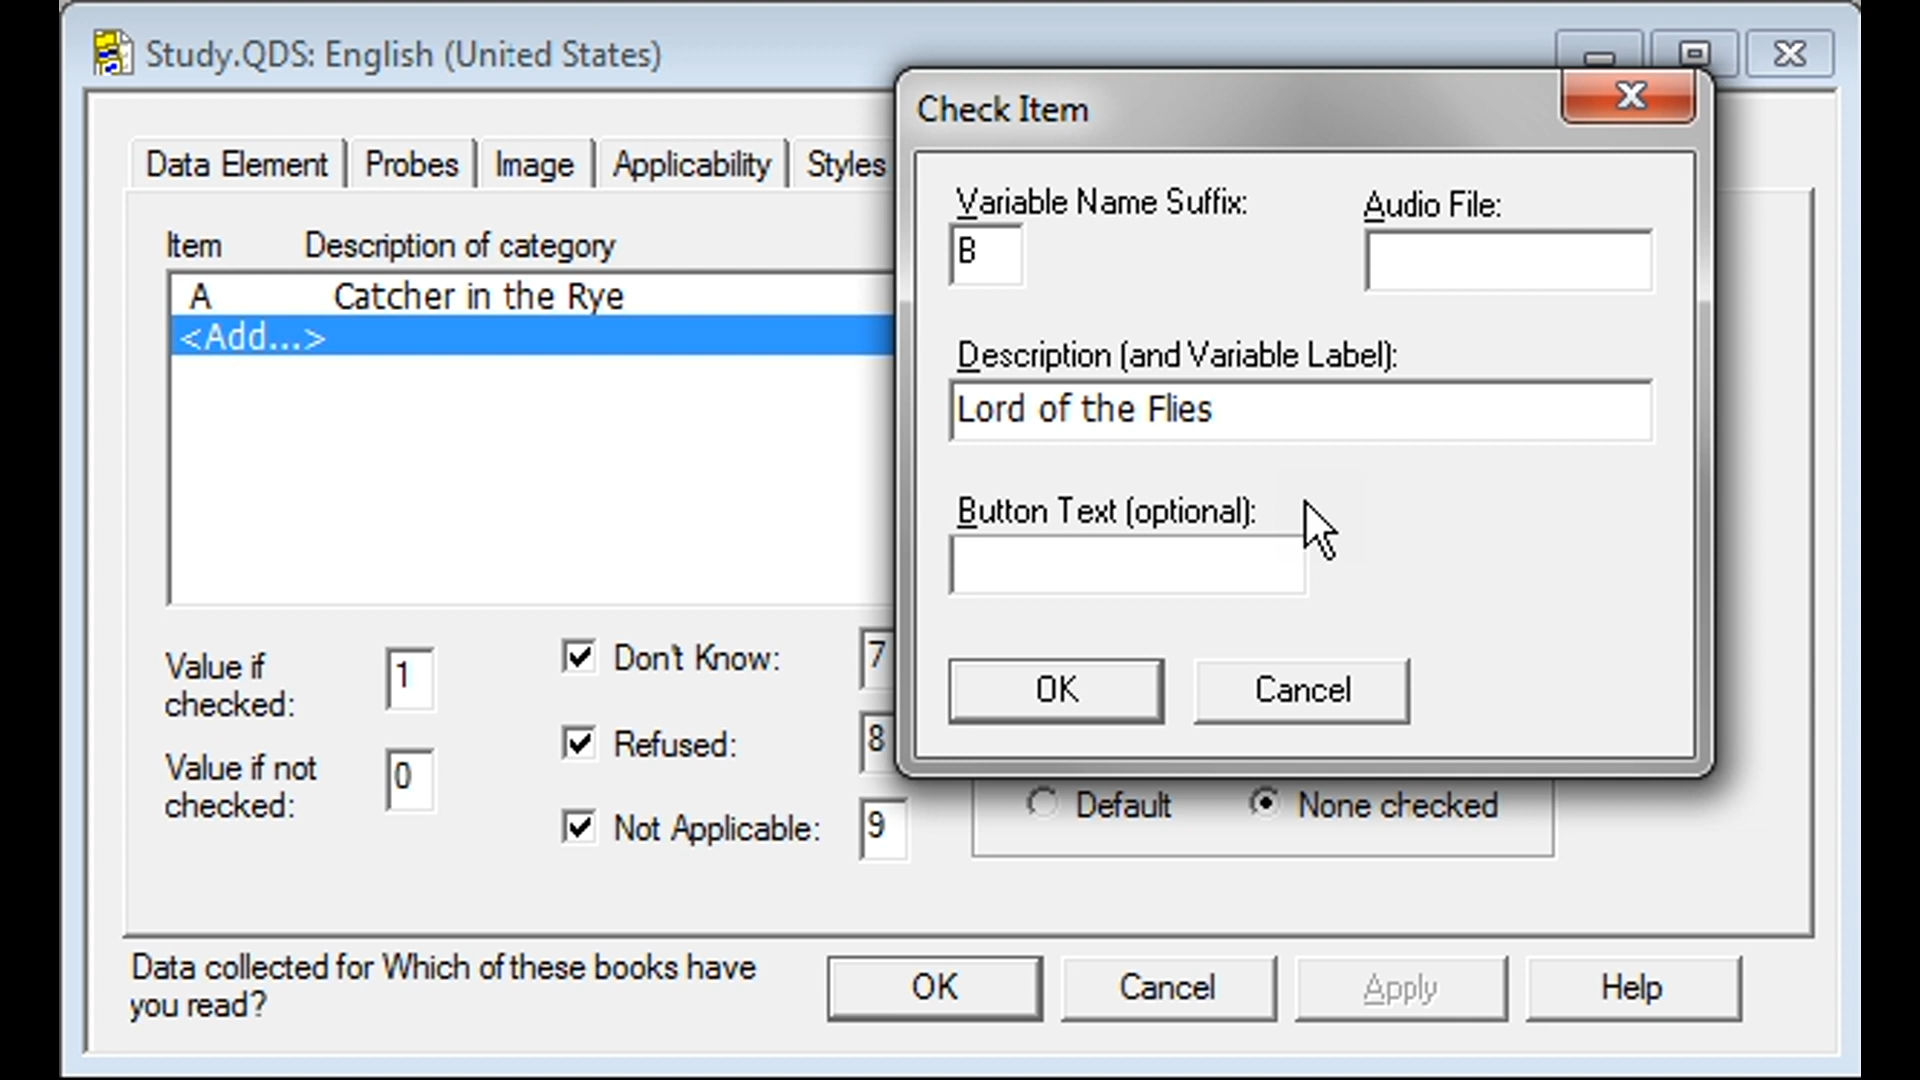 Study.QDS: English (United States)
Check Item
Data Element
Probes
Image
Applicability
Styles
Item
Description of category
A
Catcher in the Rye
<Add...>
Variable Name Suffix:
B
Audio File:
Description (and Variable Label):
Lord of the Flies
Button Text (optional):
OK
Cancel
Value if
checked:
1
Value if not
checked:
0
Don't Know:
7
Refused:
8
Not Applicable:
9
Default
None checked
Data collected for Which of these books have
you read?
OK
Cancel
Apply
Help